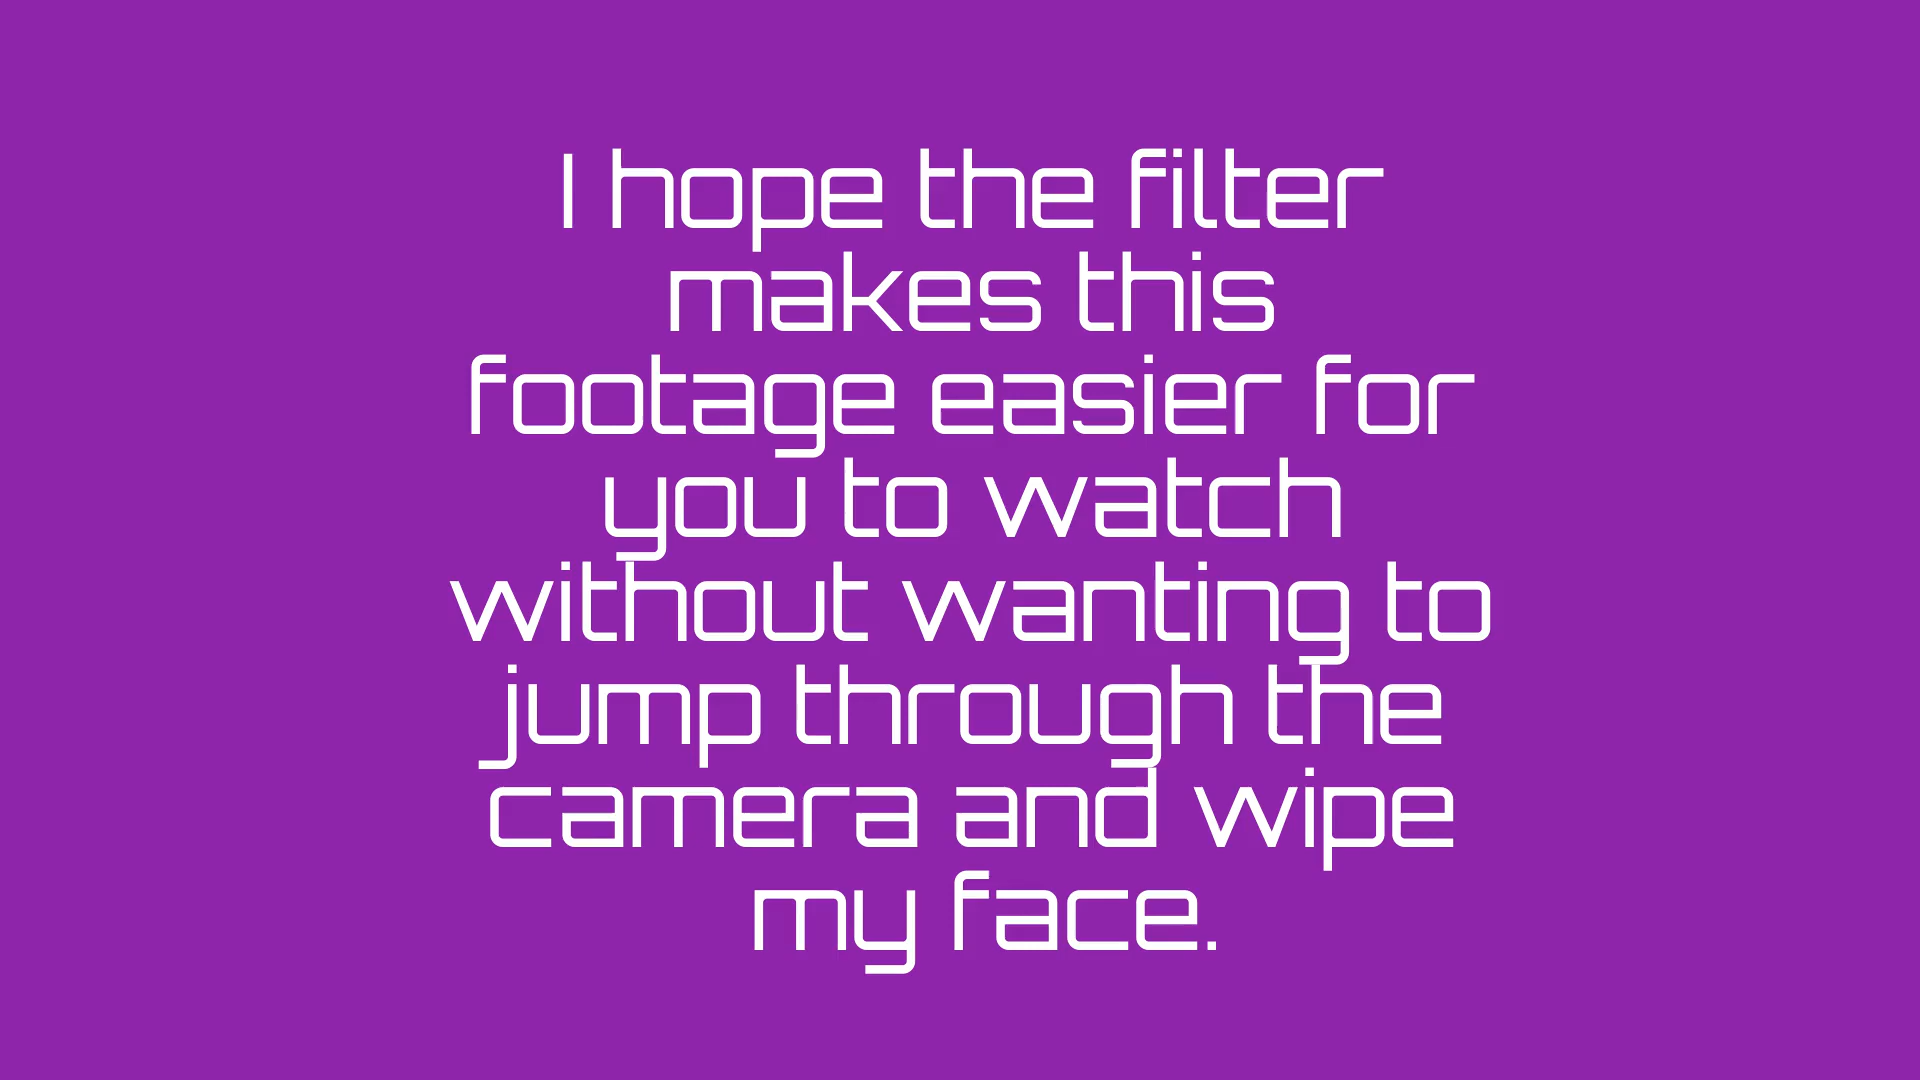 I hope the filter
makes this
footage easier for
you to watch
without wanting to
jump through the
camera and wipe
my face.